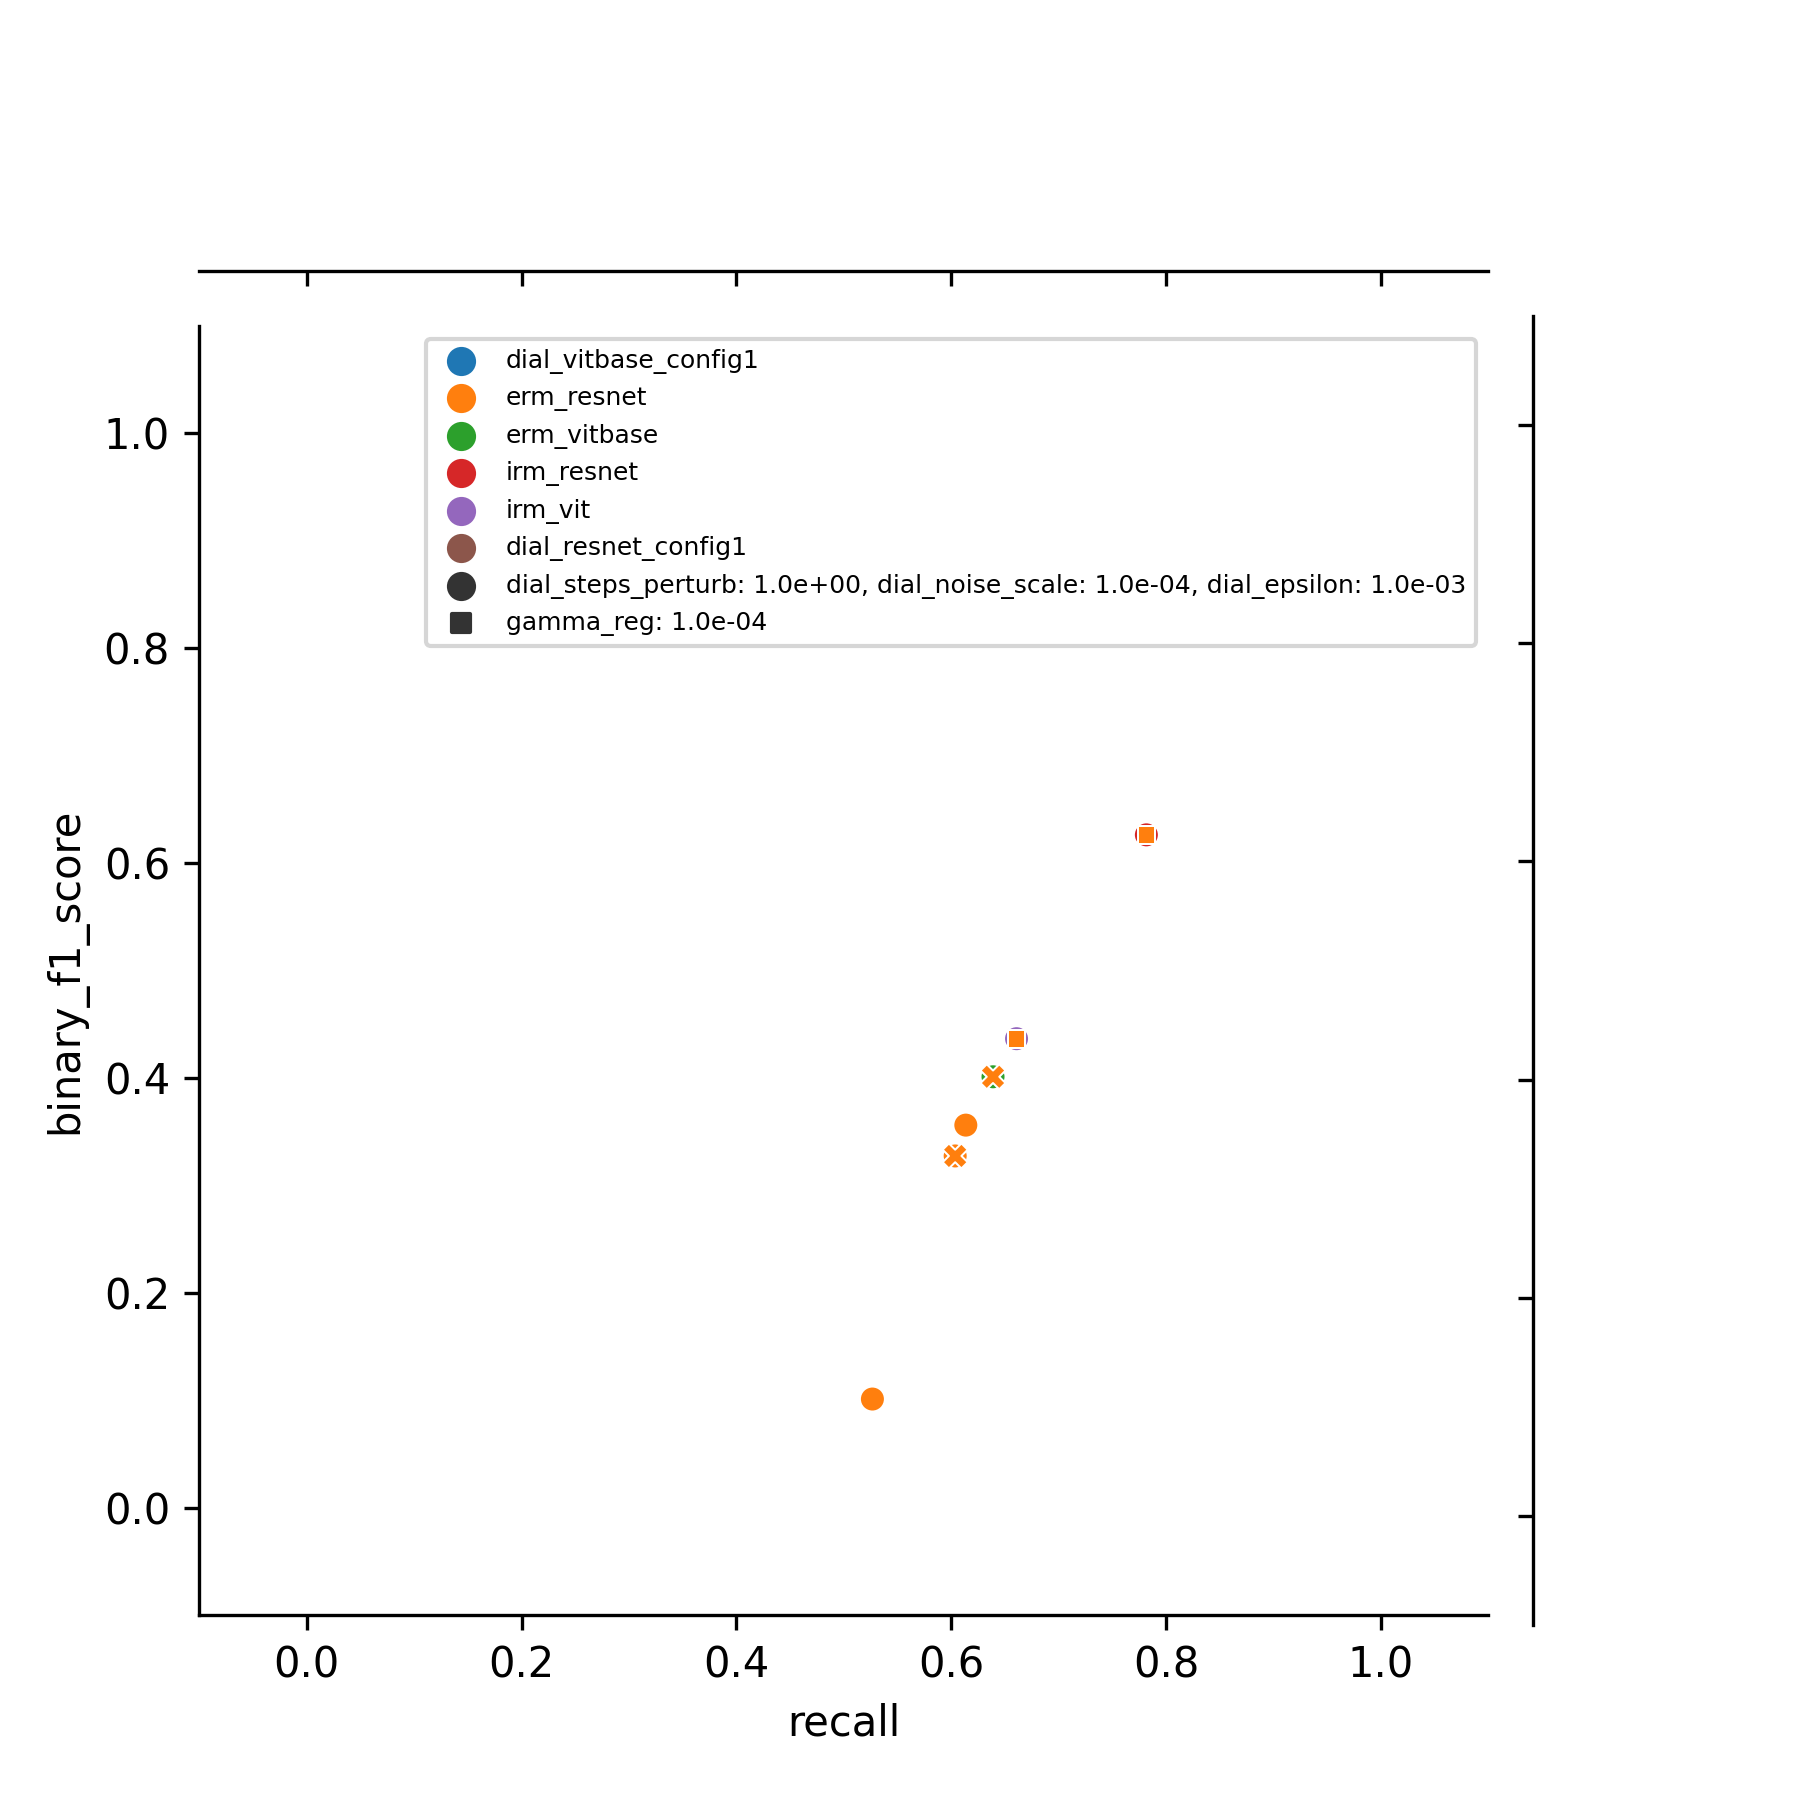 dial_vitbase_config1
erm_resnet
erm_vitbase
irm_resnet
irm_vit
dial_resnet_config1
dial_steps_perturb: 1.0e+00, dial_noise_scale: 1.0e-04, dial_epsilon: 1.0e-03
gamma_reg: 1.0e-04
1.0
0.8
0.6
0.4
0.2
0.0
binary_f1_score
0.0 0.2 0.4 0.6 0.8 1.0
recall